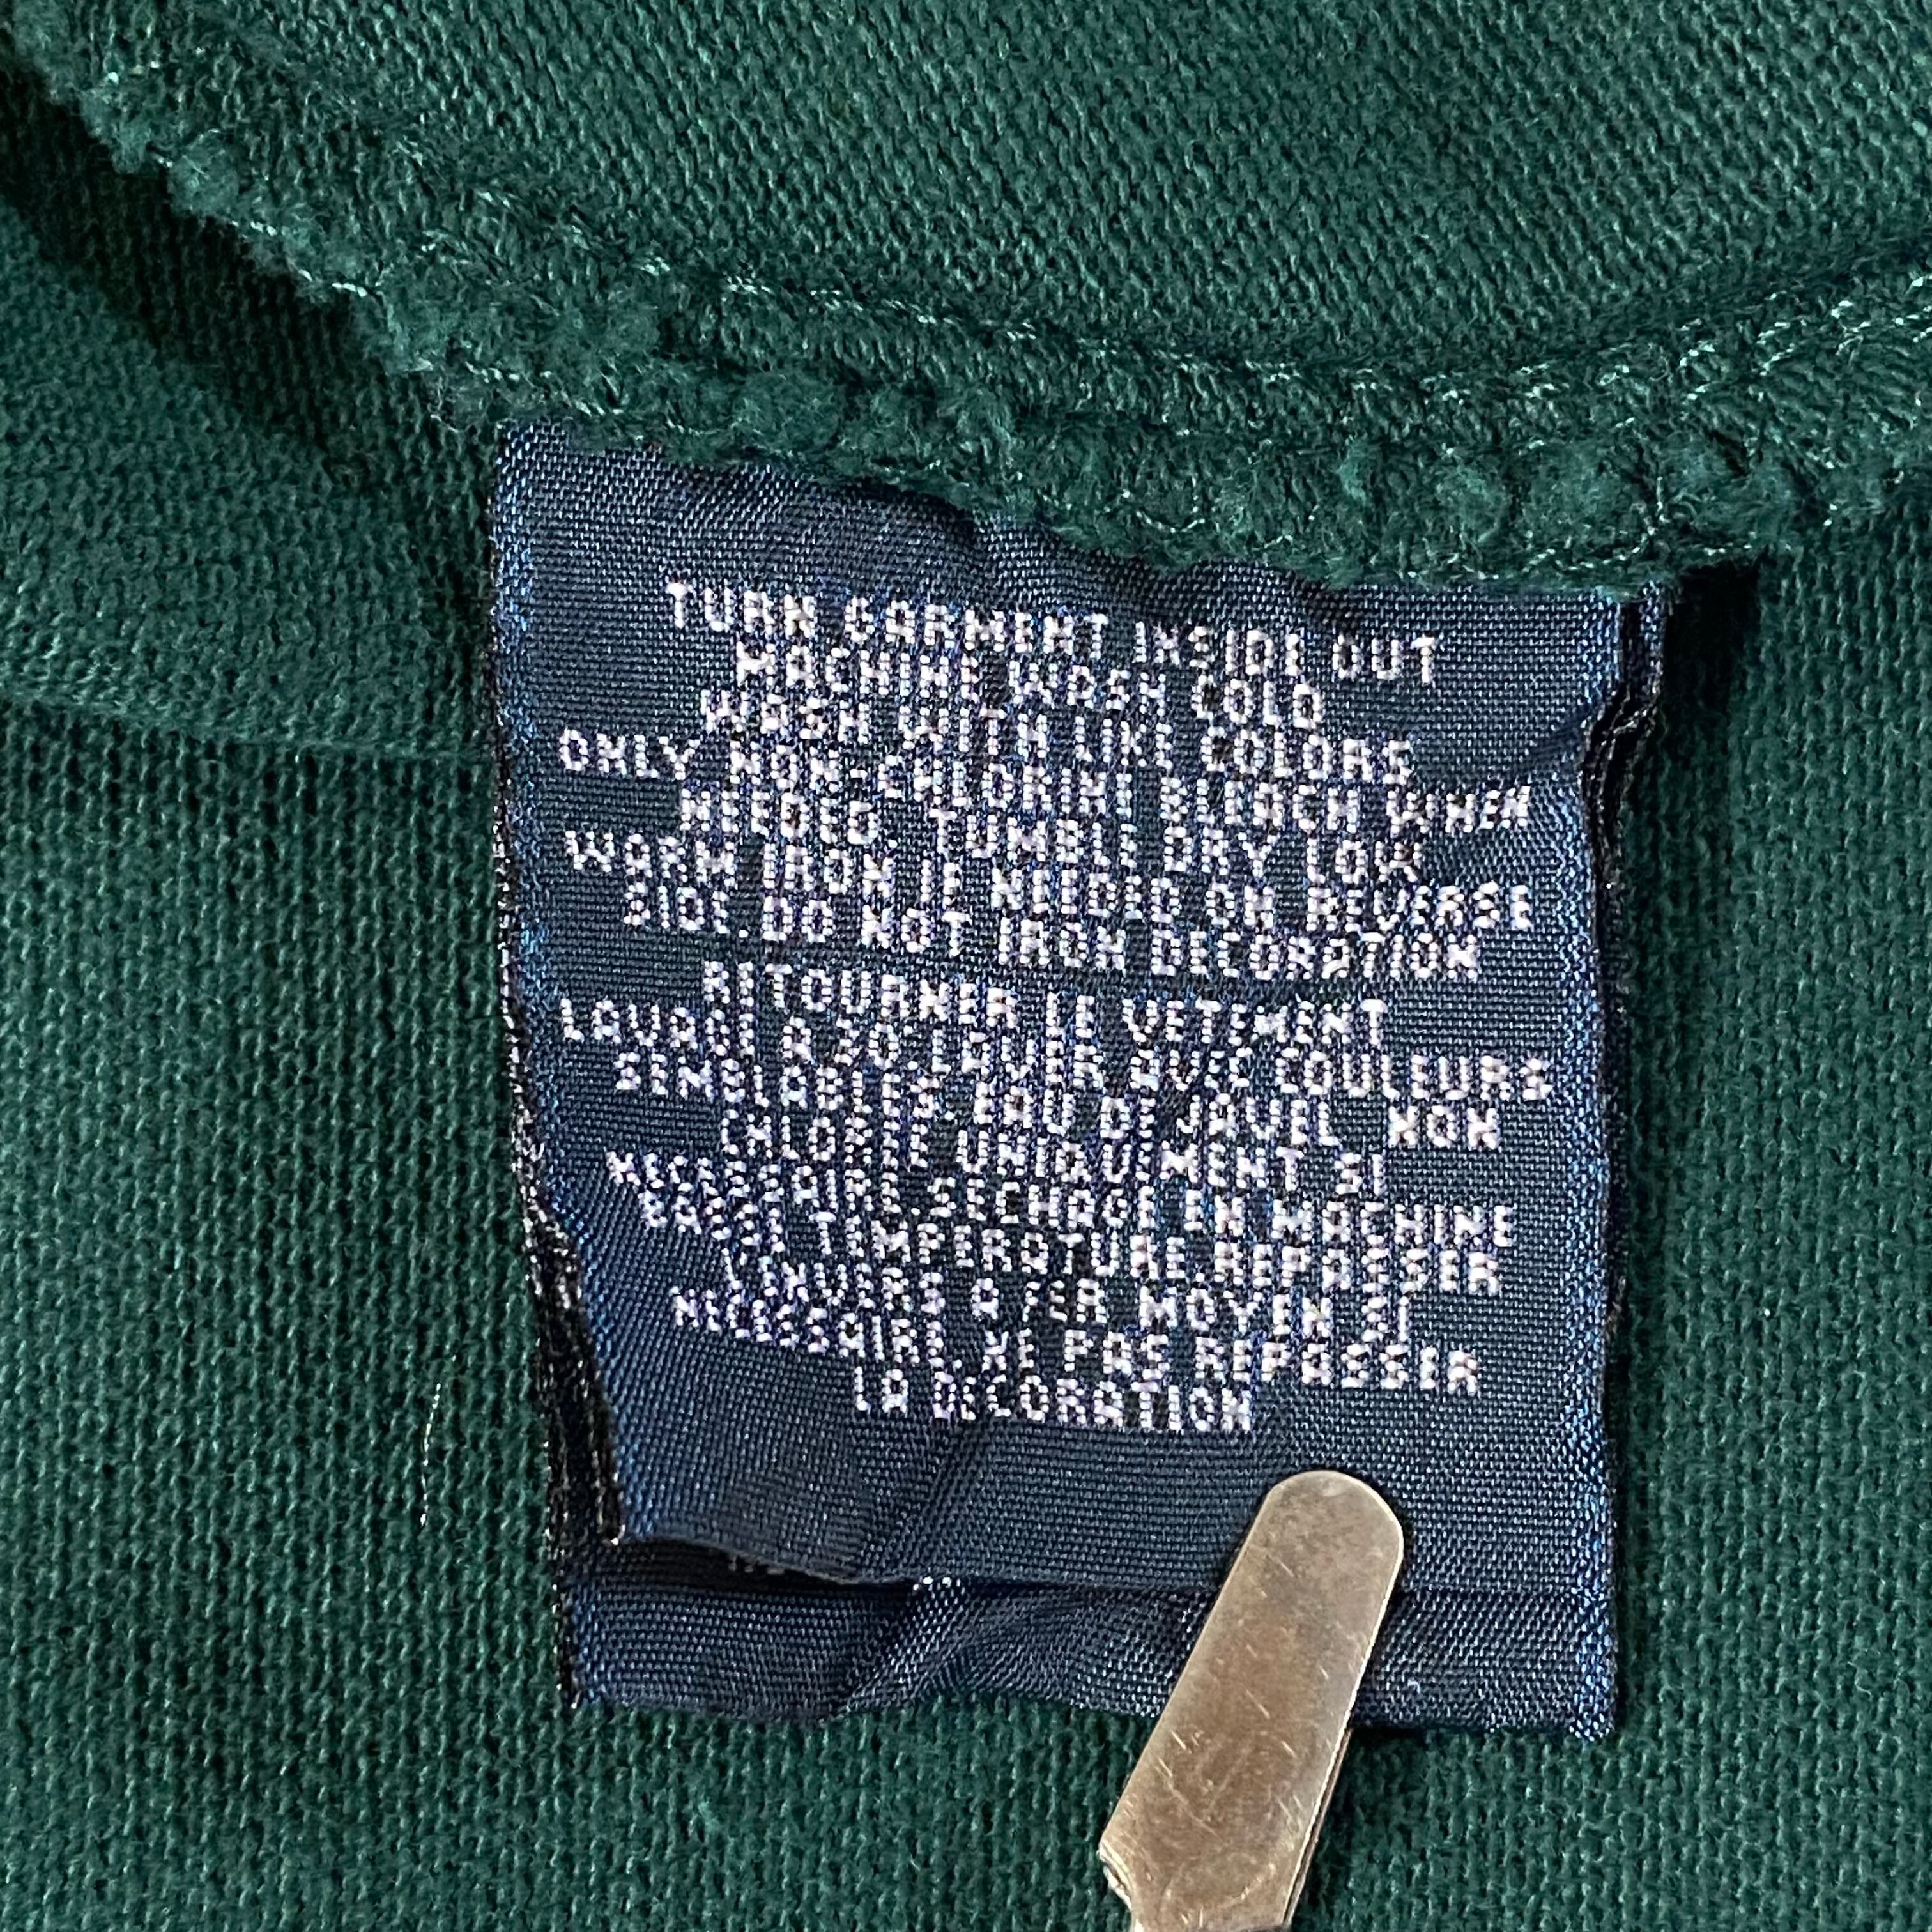 TURN GARMENT INSIDE OUT
MACHINE WASH COLD
WASH WITH LIKE COLORS
ONLY NON-CHLORINE BLEACH WHEN
NEEDED. TUMBLE DRY LOW
WARM IRON IF NEEDED ON REVERSE
SIDE.DO NOT IRON DECORATION
RETOURNER LE VETEMENT
LAVAGE A 30.LAVER AVEC COULEURS
SEMBLABLES.EAU DE JAVEL NON
CHLOREE UNIQUEMENT SI
NECESSAIRE.SECHAGE EN MACHINE
BASSE TEMPERATURE.REPASSER
L'ENVERS A FER MOYEN SI
NECESSAIRE. NE PAS REPASSER
LA DECORATION